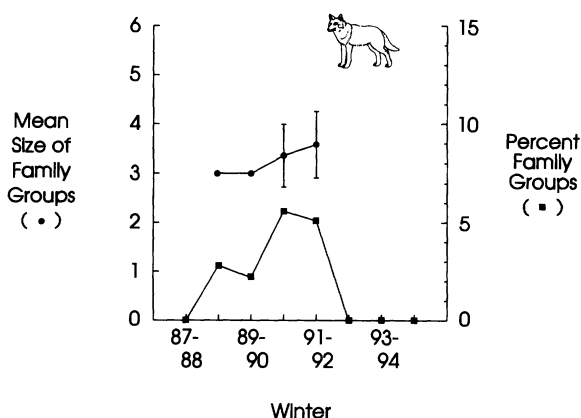 Mean
Size of
Family
Groups
( • )
6
5
4
3
2
1
0
15
10
5
0
Percent
Family
Groups
( ■ )
87-
88
89-
90
91-
92
93-
94
Winter